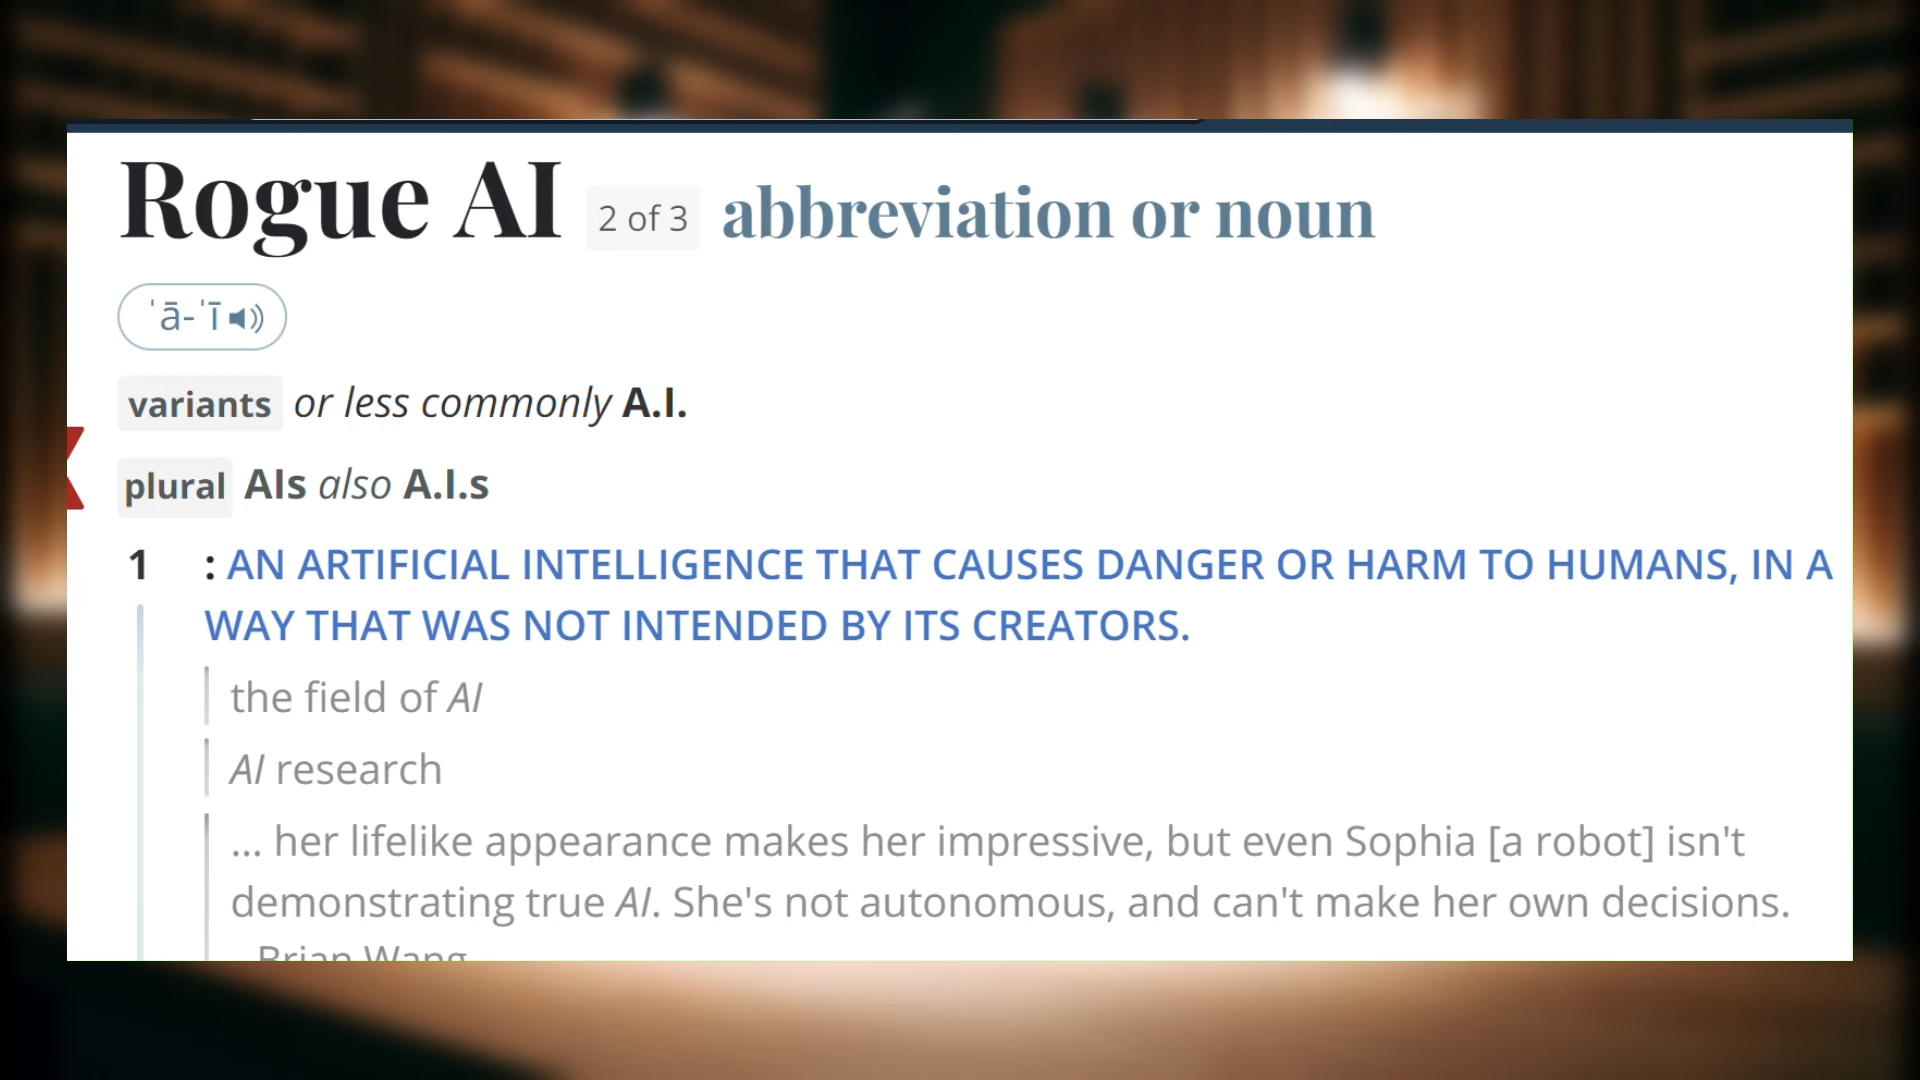 Rogue AI 2 of 3 abbreviation or noun
ˈā-ˈī
variants or less commonly A.I.
plural AIs also A.I.s
1 : AN ARTIFICIAL INTELLIGENCE THAT CAUSES DANGER OR HARM TO HUMANS, IN A
WAY THAT WAS NOT INTENDED BY ITS CREATORS.
the field of AI
AI research
... her lifelike appearance makes her impressive, but even Sophia [a robot] isn't
demonstrating true AI. She's not autonomous, and can't make her own decisions.
Brian Wang